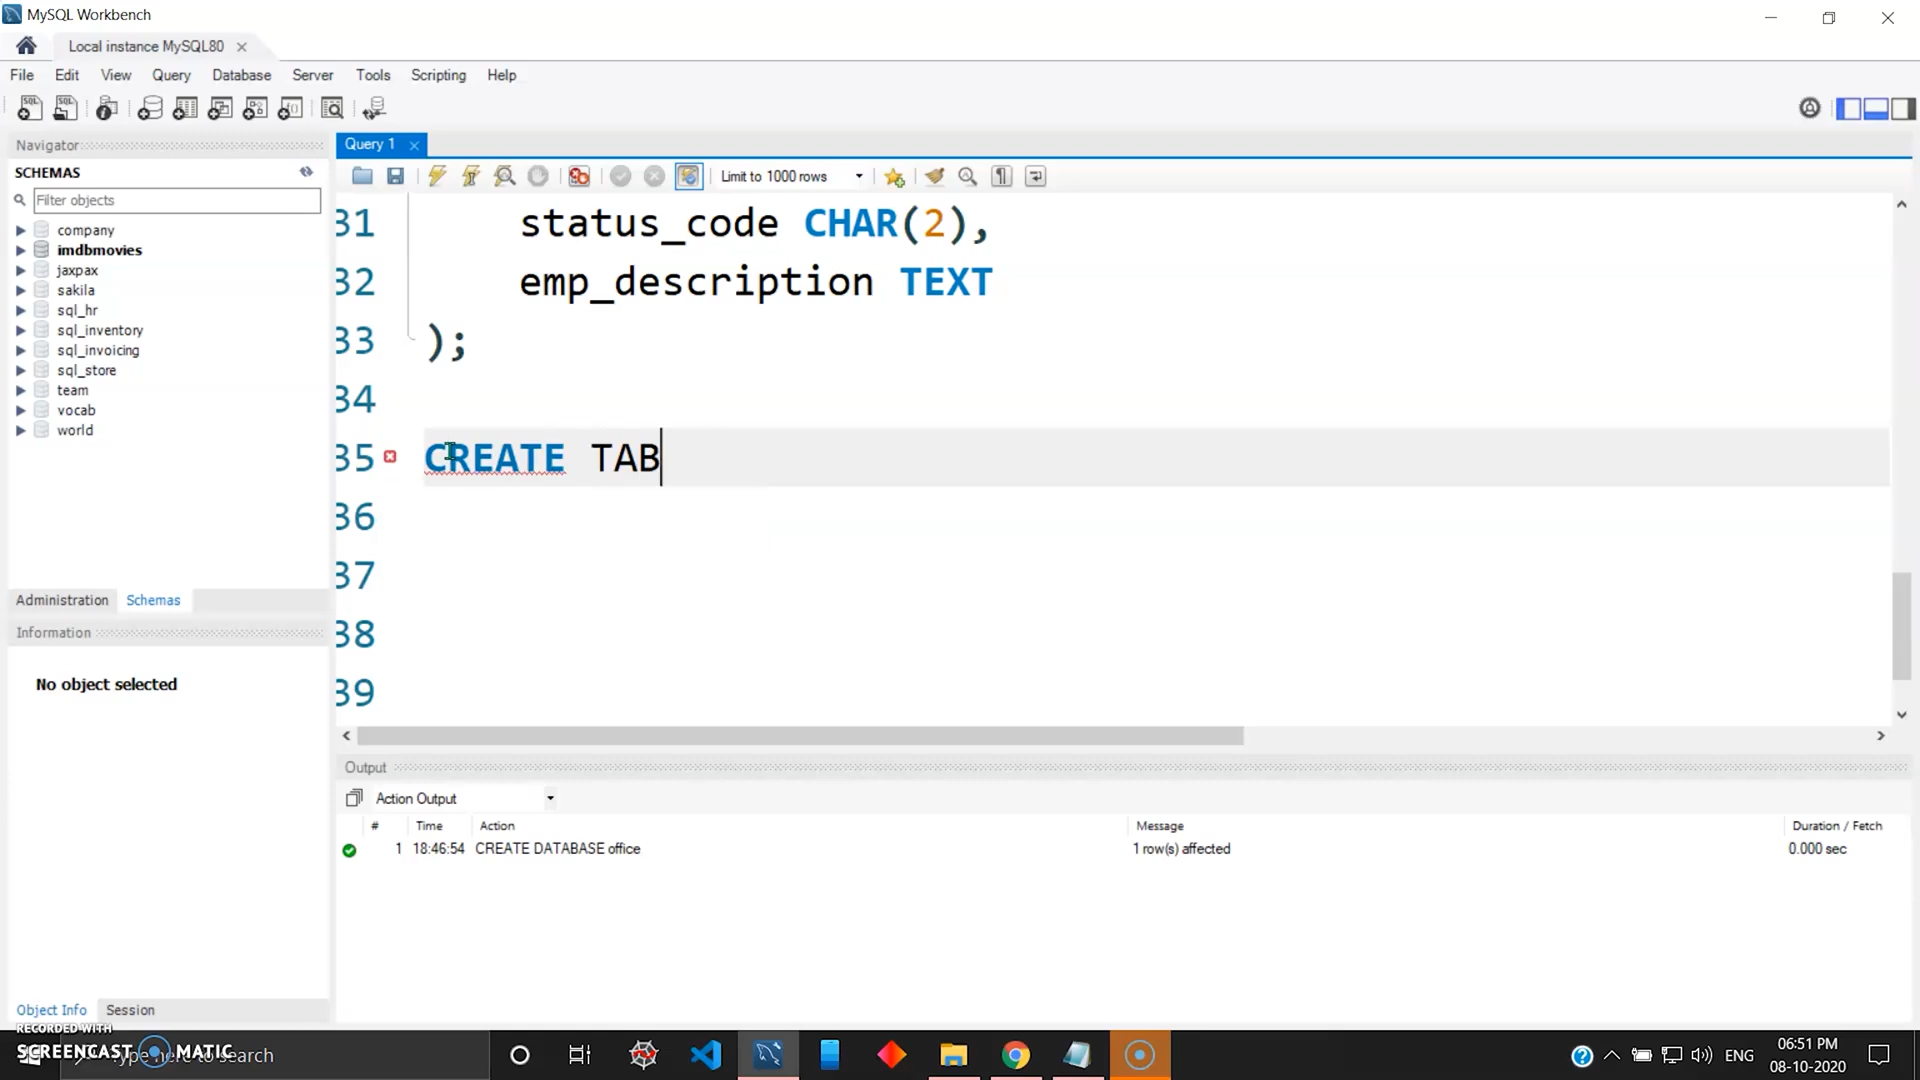 MySQL Workbench
Local instance MySQL80
File Edit View Query Database Server Tools Scripting Help
Navigator
SCHEMAS
Filter objects
company
imdbmovies
jaxpax
sakila
sql_hr
sql_inventory
sql_invoicing
sql_store
team
vocab
world
Administration Schemas
Information
No object selected
Object Info Session
Query 1
Limit to 1000 rows
31 status_code CHAR(2),
32 emp_description TEXT
33 );
34
35 CREATE TAB
36
37
38
39
Output
Action Output
# Time Action Message Duration / Fetch
1 18:46:54 CREATE DATABASE office 1 row(s) affected 0.000 sec
RECORDED WITH
SCREENCAST MATIC
Type here to search
ENG
06:51 PM
08-10-2020